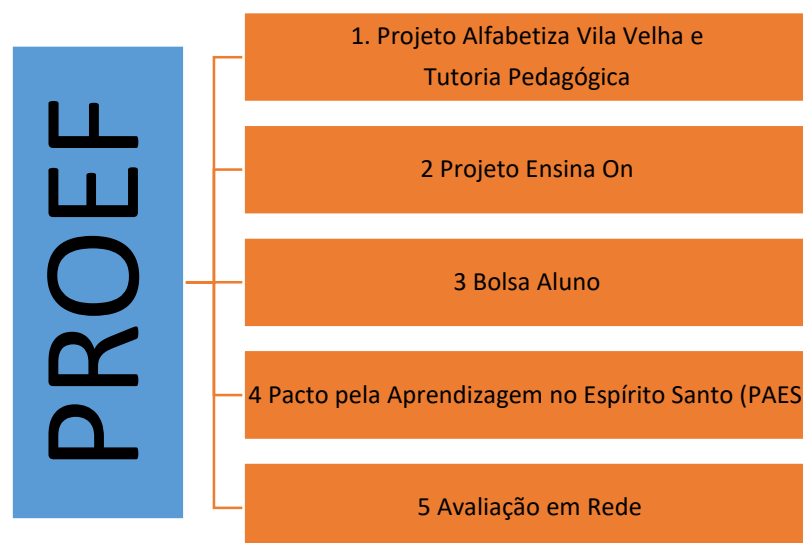 PROEF
1. Projeto Alfabetiza Vila Velha e
Tutoria Pedagógica
2 Projeto Ensina On
3 Bolsa Aluno
4 Pacto pela Aprendizagem no Espírito Santo (PAES
5 Avaliação em Rede